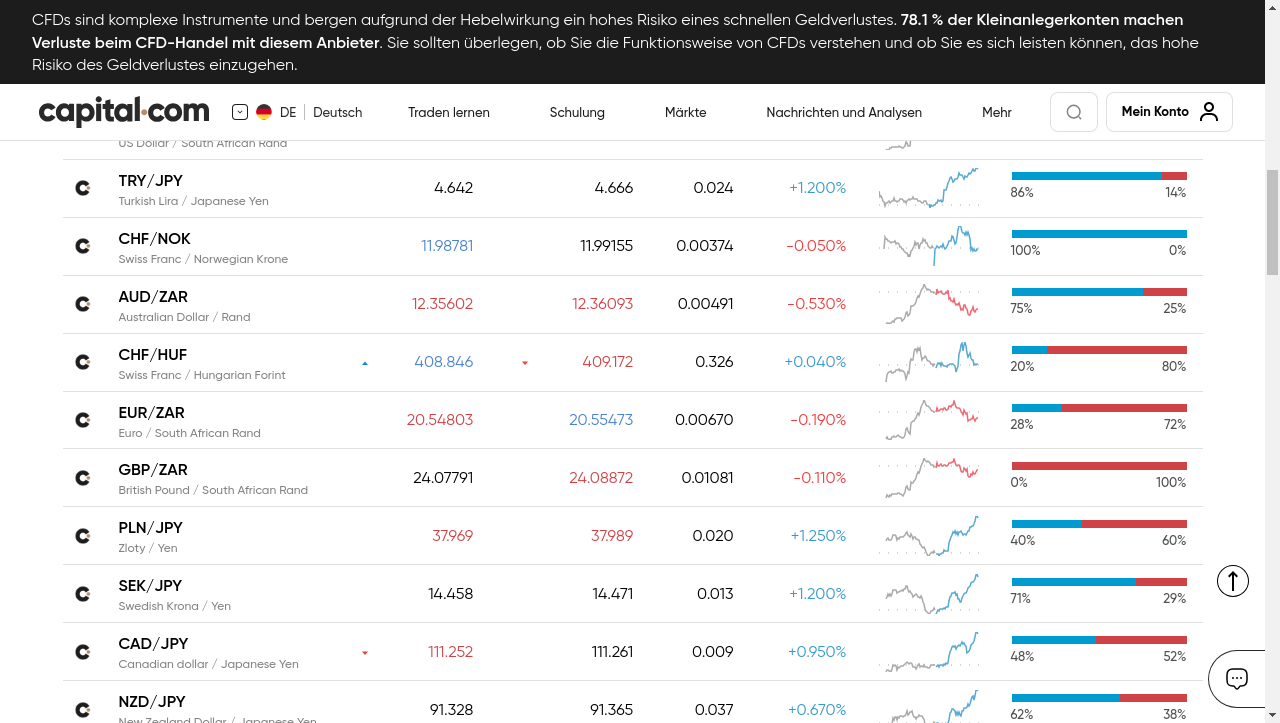 CFDs sind komplexe Instrumente und bergen aufgrund der Hebelwirkung ein hohes Risiko eines schnellen Geldverlustes. 78.1 % der Kleinanlegerkonten machen
Verluste beim CFD-Handel mit diesem Anbieter. Sie sollten überlegen, ob Sie die Funktionsweise von CFDs verstehen und ob Sie es sich leisten können, das hohe
Risiko des Geldverlustes einzugehen.
capital.com DE Deutsch Traden lernen Schulung Märkte Nachrichten und Analysen Mehr Mein Konto
US Dollar / South African Rand
TRY/JPY 4.642 4.666 0.024 +1.200%
Turkish Lira / Japanese Yen 86% 14%
CHF/NOK 11.98781 11.99155 0.00374 -0.050%
Swiss Franc / Norwegian Krone 100% 0%
AUD/ZAR 12.35602 12.36093 0.00491 -0.530%
Australian Dollar / Rand 75% 25%
CHF/HUF 408.846 409.172 0.326 +0.040%
Swiss Franc / Hungarian Forint 20% 80%
EUR/ZAR 20.54803 20.55473 0.00670 -0.190%
Euro / South African Rand 28% 72%
GBP/ZAR 24.07791 24.08872 0.01081 -0.110%
British Pound / South African Rand 0% 100%
PLN/JPY 37.969 37.989 0.020 +1.250%
Zloty / Yen 40% 60%
SEK/JPY 14.458 14.471 0.013 +1.200%
Swedish Krona / Yen 71% 29%
CAD/JPY 111.252 111.261 0.009 +0.950%
Canadian dollar / Japanese Yen 48% 52%
NZD/JPY 91.328 91.365 0.037 +0.670%
New Zealand Dollar / Japanese Yen 62% 38%